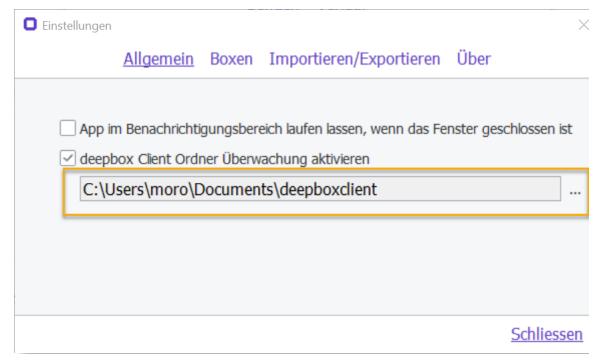 Einstellungen
Allgemein Boxen Importieren/Exportieren Über
App im Benachrichtigungsbereich laufen lassen, wenn das Fenster geschlossen ist
deepbox Client Ordner Überwachung aktivieren
C:\Users\moro\Documents\deepboxclient ...
Schliessen